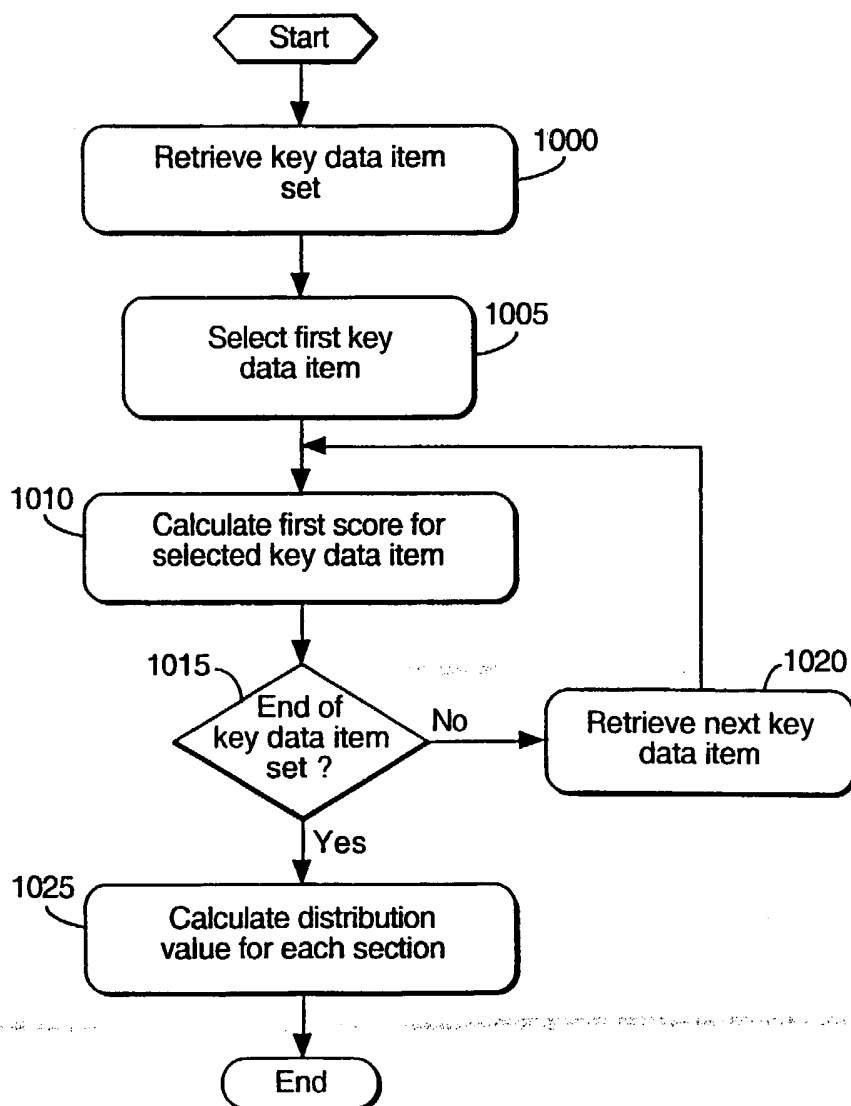 Start
Retrieve key data item
set
1000
Select first key
data item
1005
1010
Calculate first score for
selected key data item
1015
End of
key data item
set ?
No
1020
Retrieve next key
data item
Yes
1025
Calculate distribution
value for each section
End